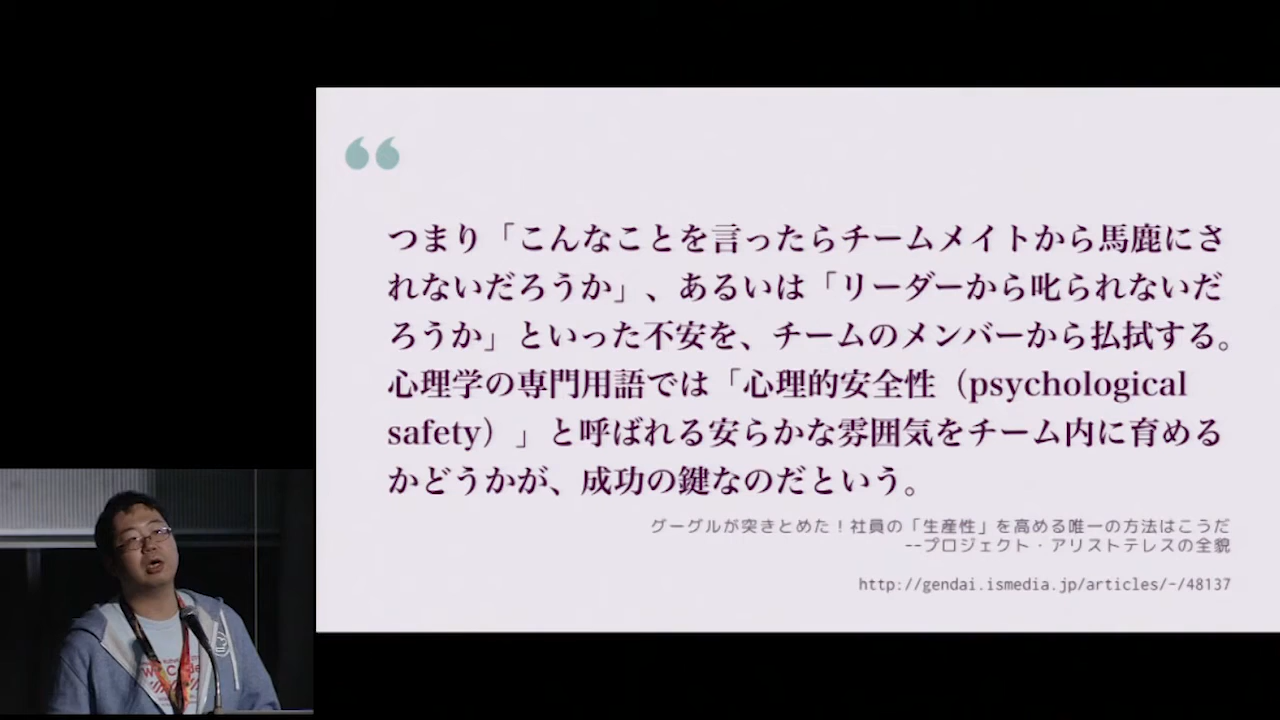 つまり「こんなことを言ったらチームメイトから馬鹿にさ
れないだろうか」、あるいは「リーダーから叱られないだ
ろうか」といった不安を、チームのメンバーから払拭する。
心理学の専門用語では「心理的安全性（psychological
safety）」と呼ばれる安らかな雰囲気をチーム内に育める
かどうかが、成功の鍵なのだという。
グーグルが突きとめた！社員の「生産性」を高める唯一の方法はこうだ
--プロジェクト・アリストテレスの全貌
http://gendai.ismedia.jp/articles/-/48137